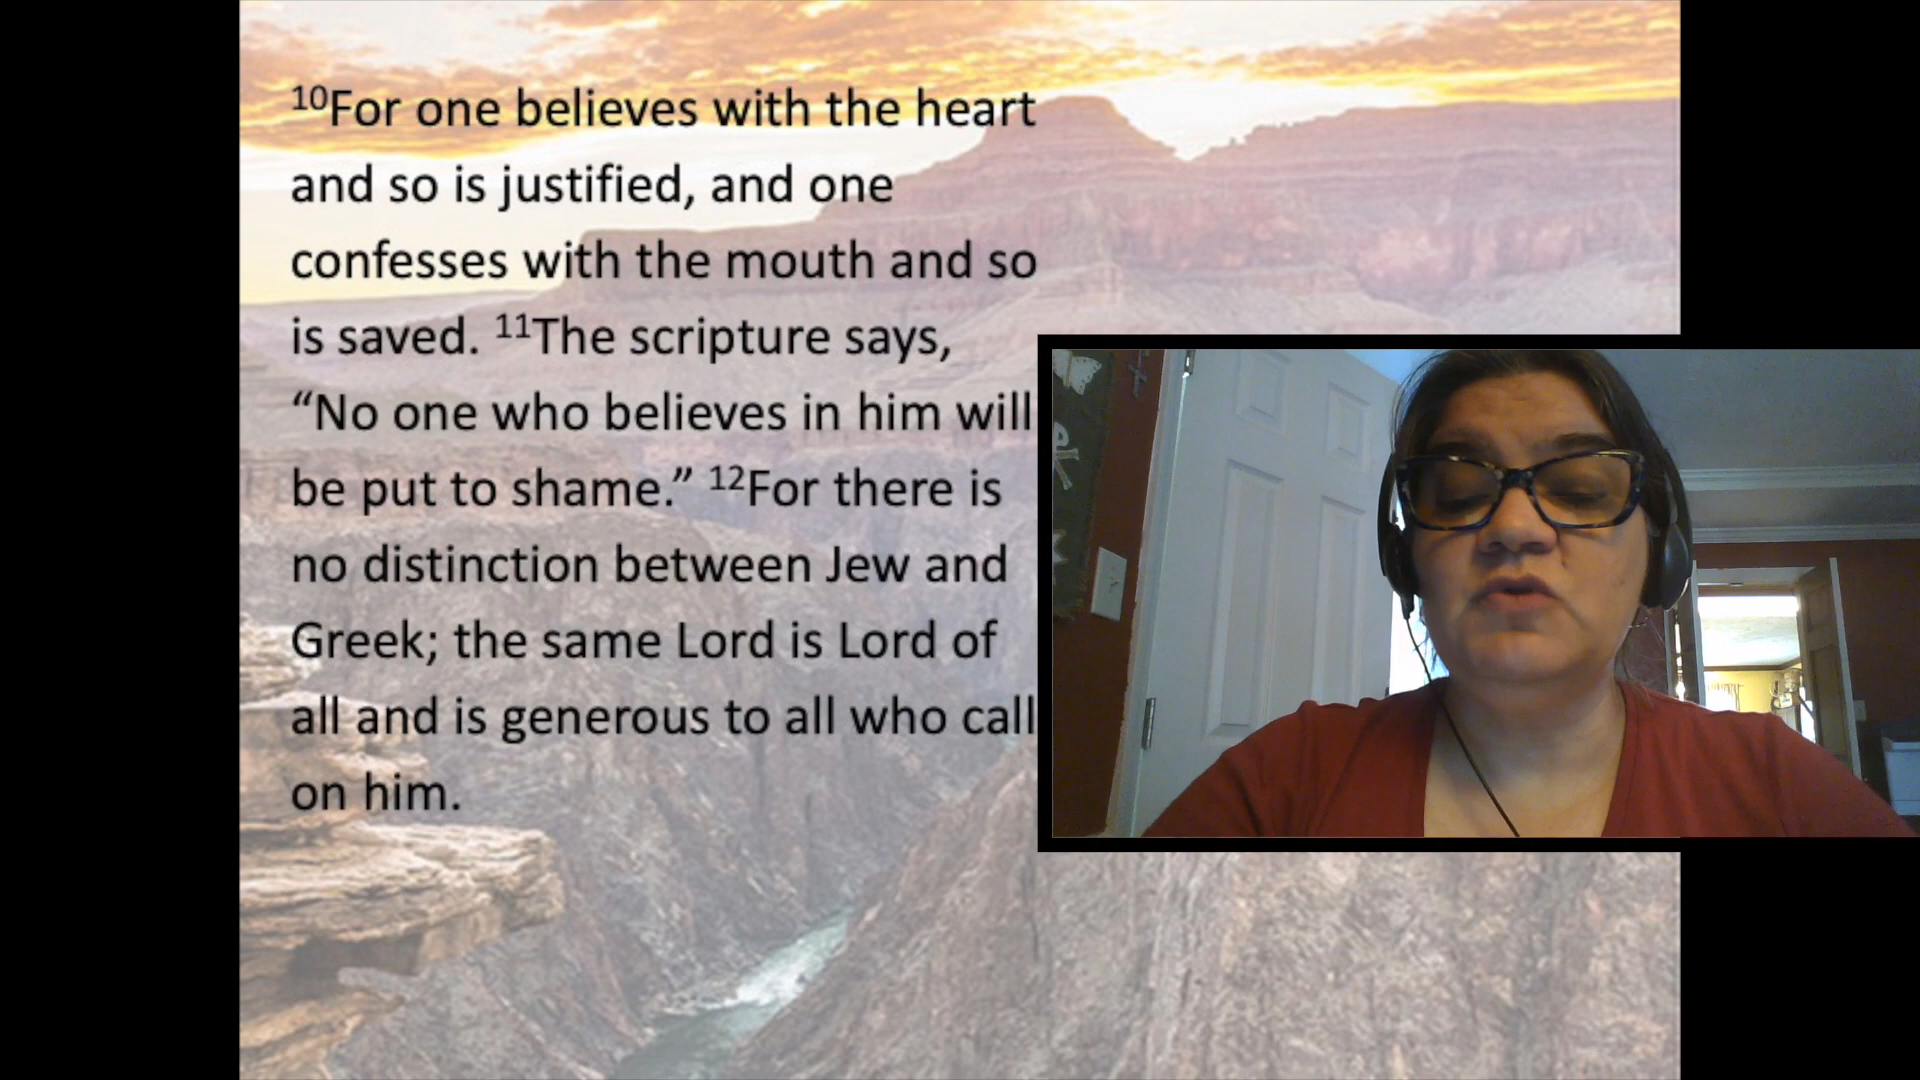 ¹⁰For one believes with the heart
and so is justified, and one
confesses with the mouth and so
is saved. ¹¹The scripture says,
“No one who believes in him will
be put to shame.” ¹²For there is
no distinction between Jew and
Greek; the same Lord is Lord of
all and is generous to all who call
on him.